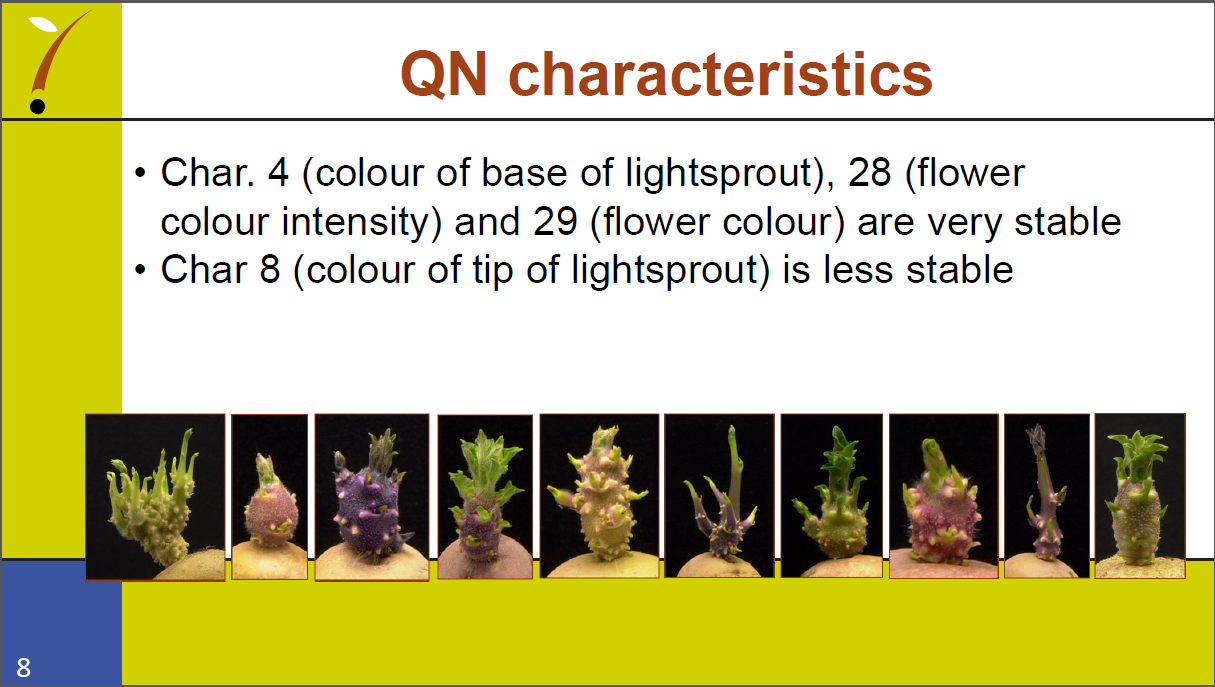 QN characteristics
• Char. 4 (colour of base of lightsprout), 28 (flower
colour intensity) and 29 (flower colour) are very stable
• Char 8 (colour of tip of lightsprout) is less stable
8